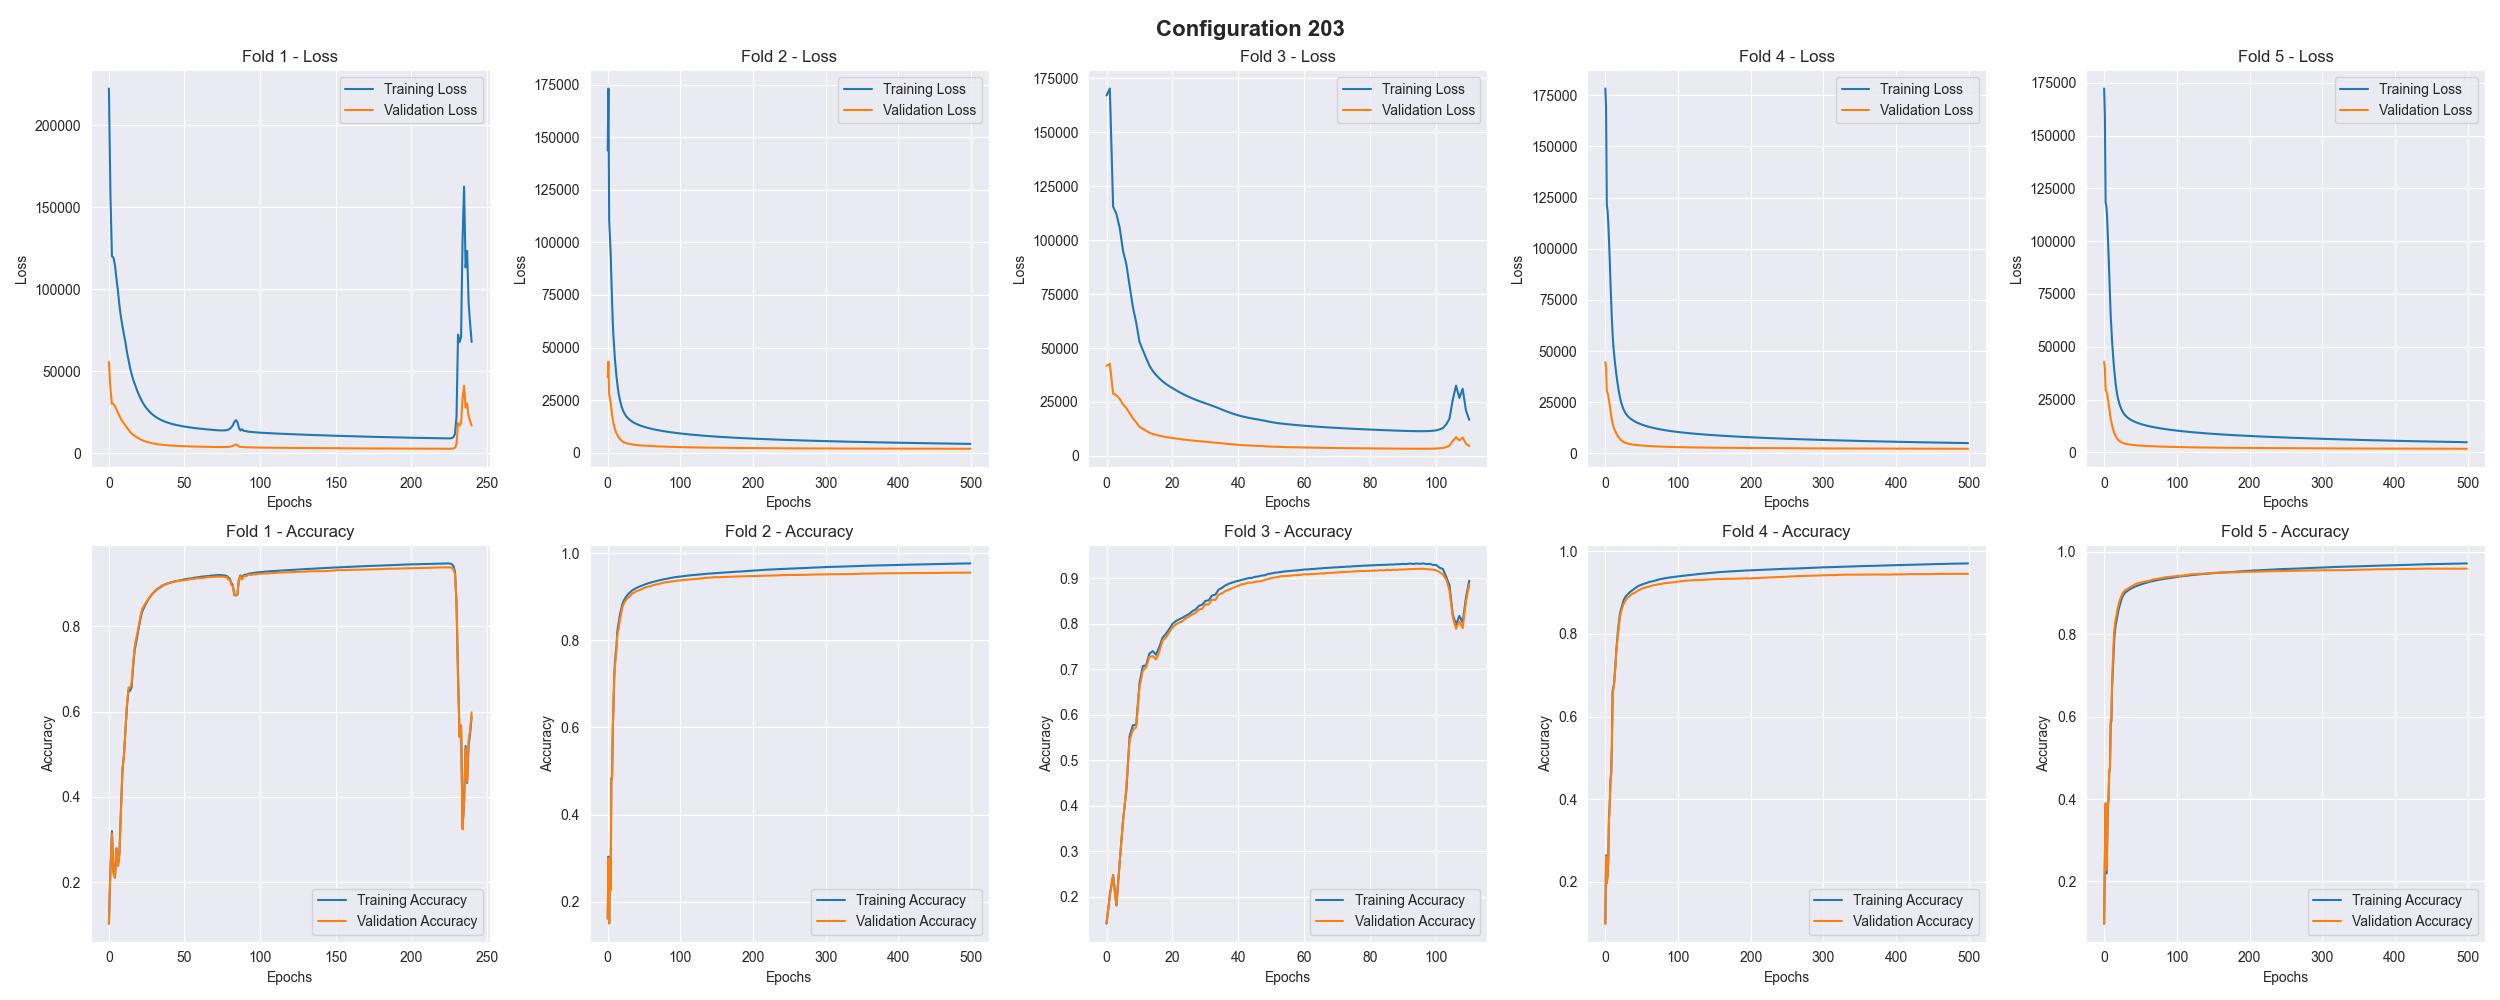 Configuration 203
Fold 1 - Loss
Training Loss
Validation Loss
200000
150000
100000
50000
0
Loss
0 50 100 150 200 250
Epochs
Fold 2 - Loss
Training Loss
Validation Loss
175000
150000
125000
100000
75000
50000
25000
0
Loss
0 100 200 300 400 500
Epochs
Fold 3 - Loss
Training Loss
Validation Loss
175000
150000
125000
100000
75000
50000
25000
0
Loss
0 20 40 60 80 100
Epochs
Fold 4 - Loss
Training Loss
Validation Loss
175000
150000
125000
100000
75000
50000
25000
0
Loss
0 100 200 300 400 500
Epochs
Fold 5 - Loss
Training Loss
Validation Loss
175000
150000
125000
100000
75000
50000
25000
0
Loss
0 100 200 300 400 500
Epochs
Fold 1 - Accuracy
0.8
0.6
0.4
0.2
Accuracy
Training Accuracy
Validation Accuracy
0 50 100 150 200 250
Epochs
Fold 2 - Accuracy
1.0
0.8
0.6
0.4
0.2
Accuracy
Training Accuracy
Validation Accuracy
0 100 200 300 400 500
Epochs
Fold 3 - Accuracy
0.9
0.8
0.7
0.6
0.5
0.4
0.3
0.2
Accuracy
Training Accuracy
Validation Accuracy
0 20 40 60 80 100
Epochs
Fold 4 - Accuracy
1.0
0.8
0.6
0.4
0.2
Accuracy
Training Accuracy
Validation Accuracy
0 100 200 300 400 500
Epochs
Fold 5 - Accuracy
1.0
0.8
0.6
0.4
0.2
Accuracy
Training Accuracy
Validation Accuracy
0 100 200 300 400 500
Epochs